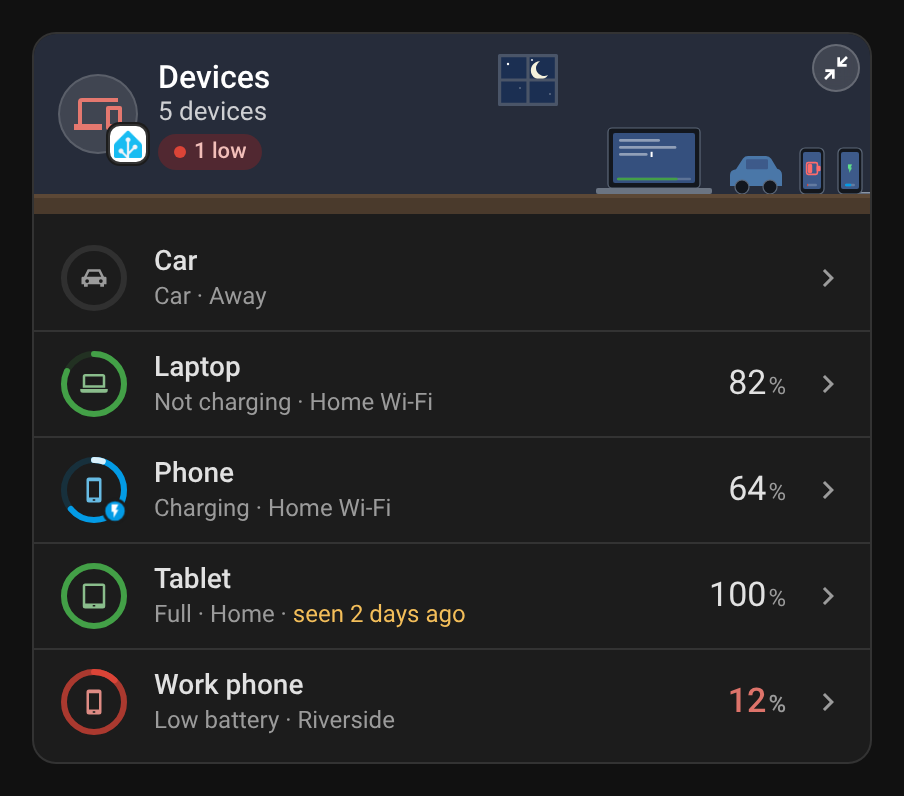 Devices
5 devices
1 low
Car
Car · Away
Laptop
Not charging · Home Wi-Fi
82%
Phone
Charging · Home Wi-Fi
64%
Tablet
Full · Home · seen 2 days ago
100%
Work phone
Low battery · Riverside
12%